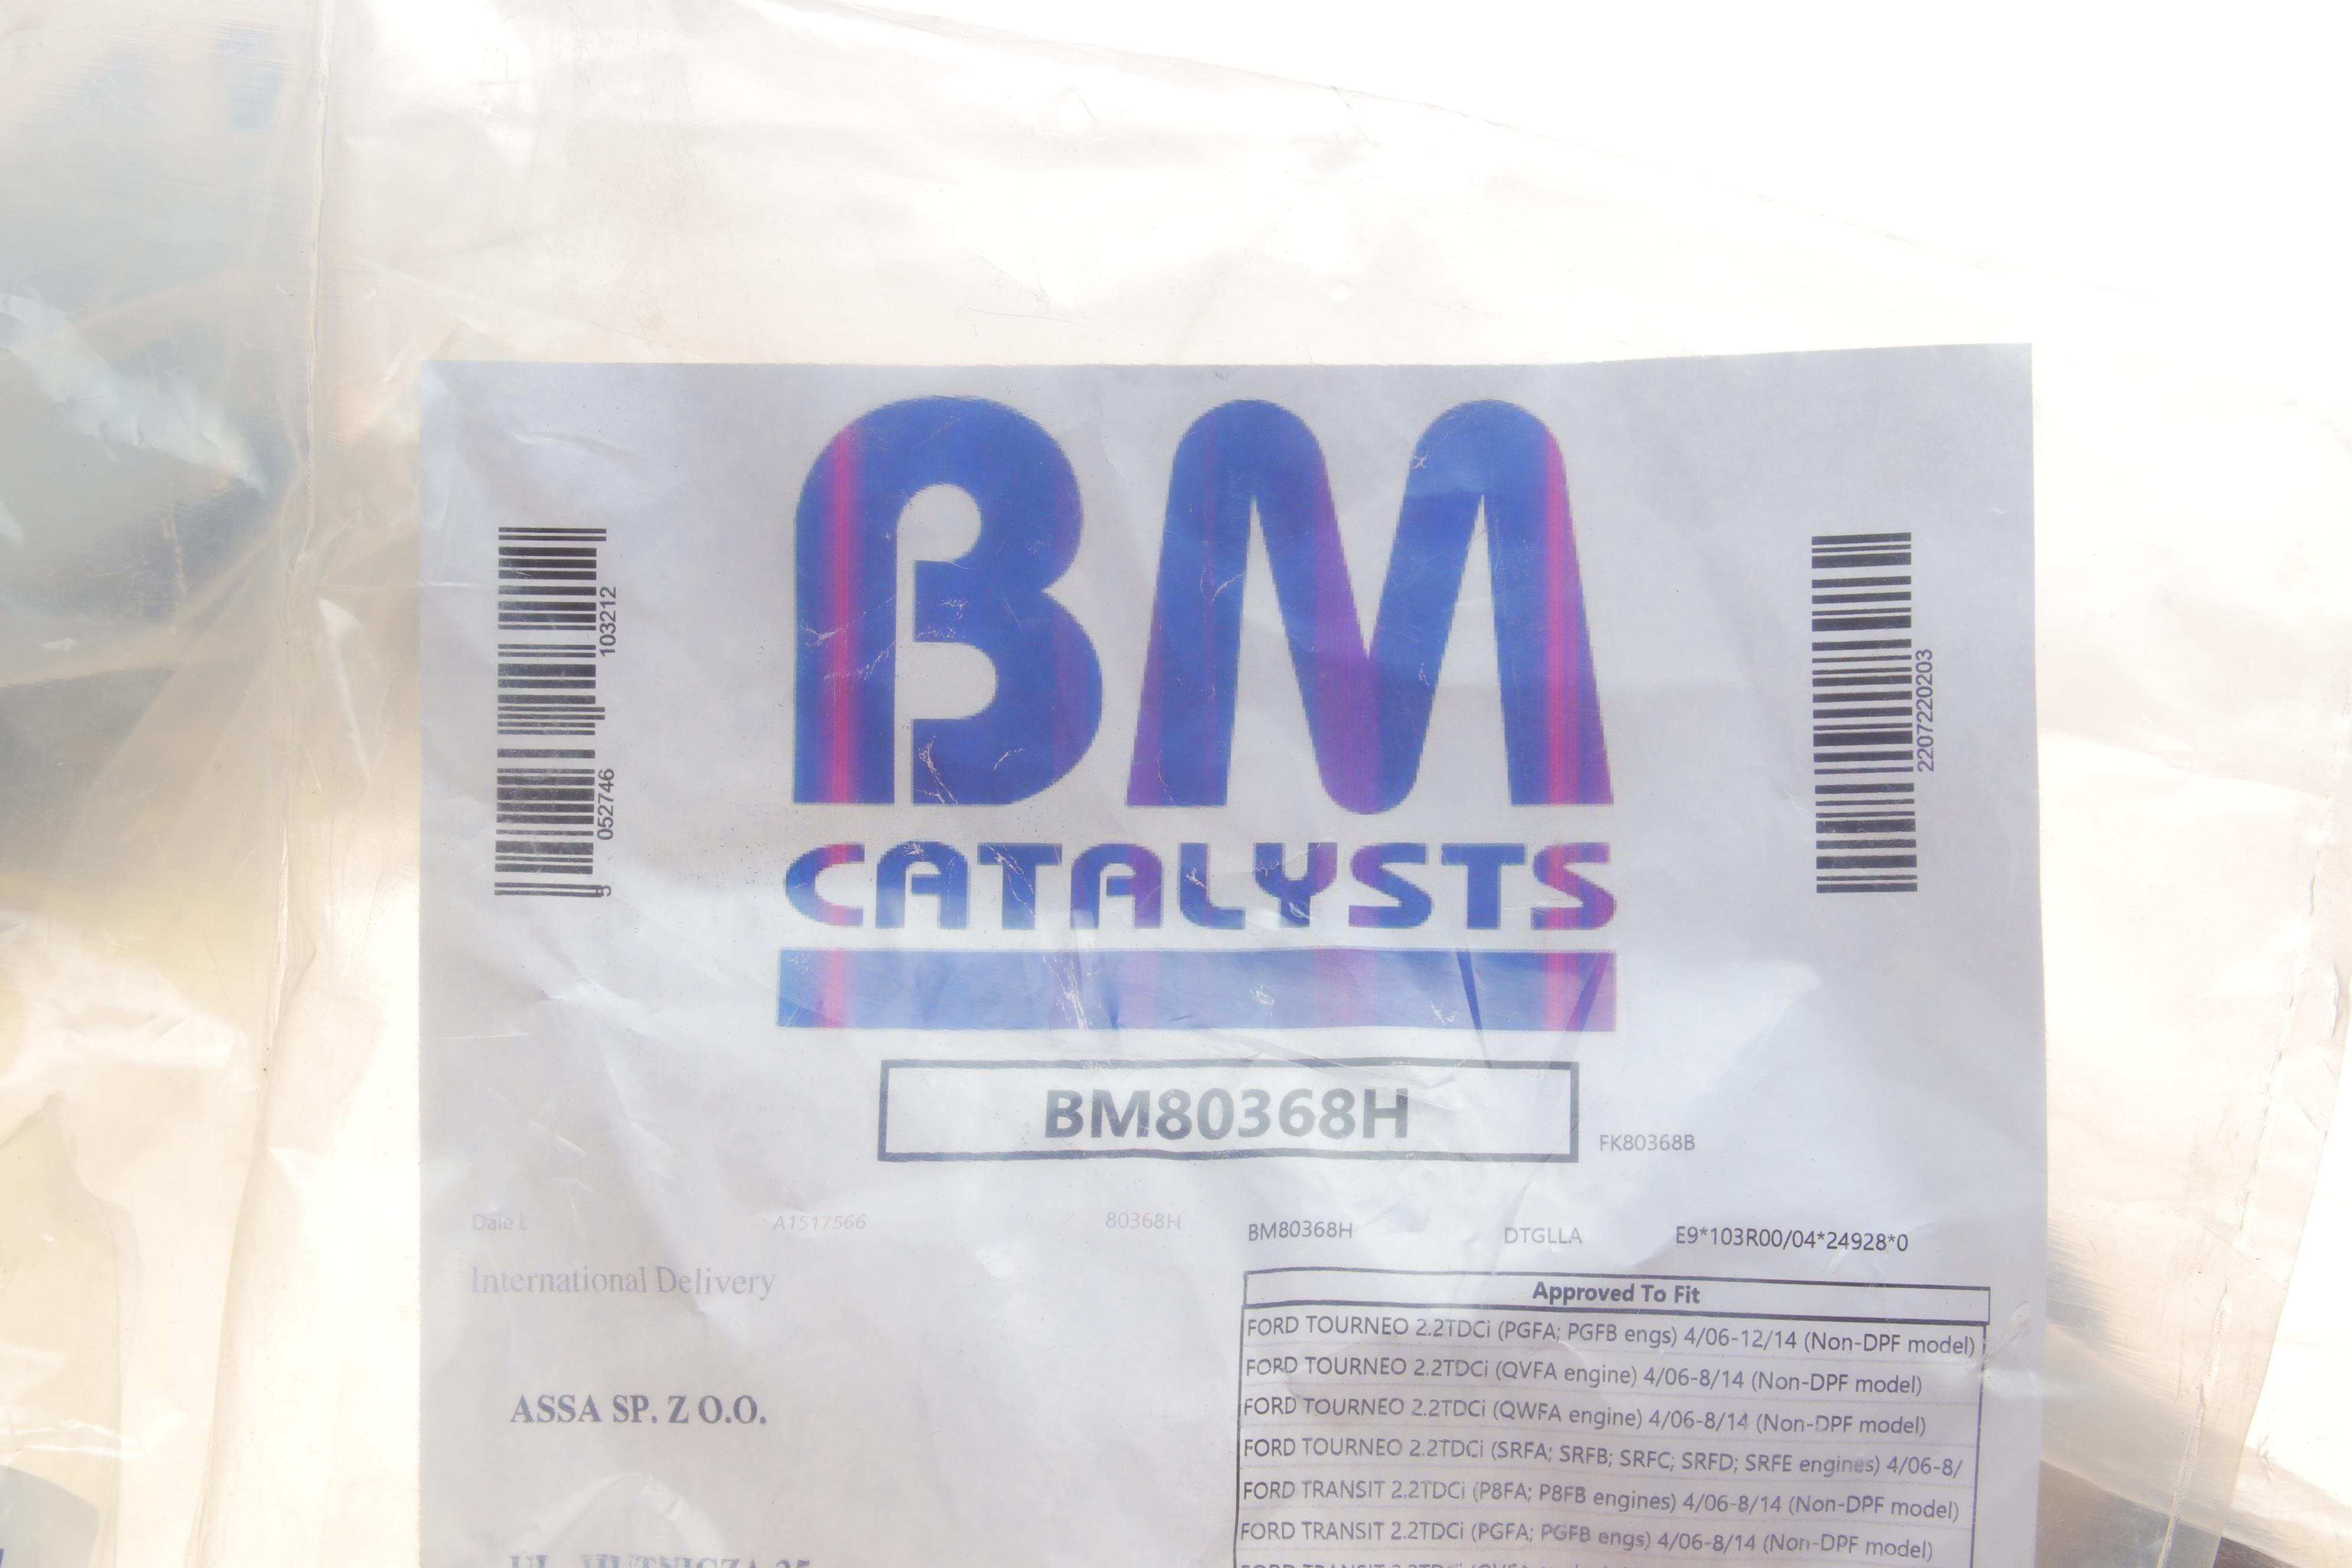 BM
CATALYSTS
5 052746 103212
2207220203
BM80368H
FK80368B
Dale L A1517566 80368H
BM80368H DTGLLA E9*103R00/04*24928*0
International Delivery
ASSA SP. Z O.O.
UL. HUTNICZA 35
Approved To Fit
FORD TOURNEO 2.2TDCi (PGFA; PGFB engs) 4/06-12/14 (Non-DPF model)
FORD TOURNEO 2.2TDCi (QVFA engine) 4/06-8/14 (Non-DPF model)
FORD TOURNEO 2.2TDCi (QWFA engine) 4/06-8/14 (Non-DPF model)
FORD TOURNEO 2.2TDCi (SRFA; SRFB; SRFC; SRFD; SRFE engines) 4/06-8/
FORD TRANSIT 2.2TDCi (P8FA; P8FB engines) 4/06-8/14 (Non-DPF model)
FORD TRANSIT 2.2TDCi (PGFA; PGFB engs) 4/06-8/14 (Non-DPF model)